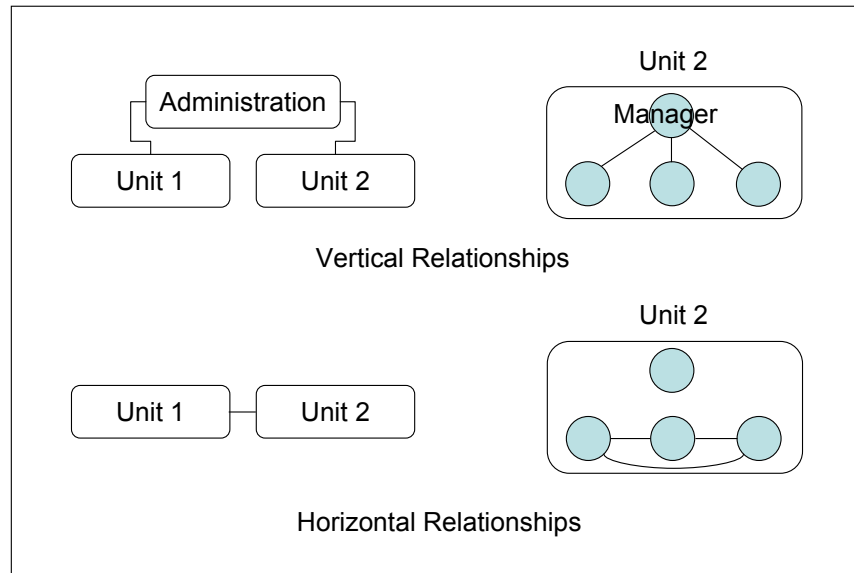 Unit 2
Administration
Manager
Unit 1
Unit 2
Vertical Relationships
Unit 2
Unit 1
Unit 2
Horizontal Relationships